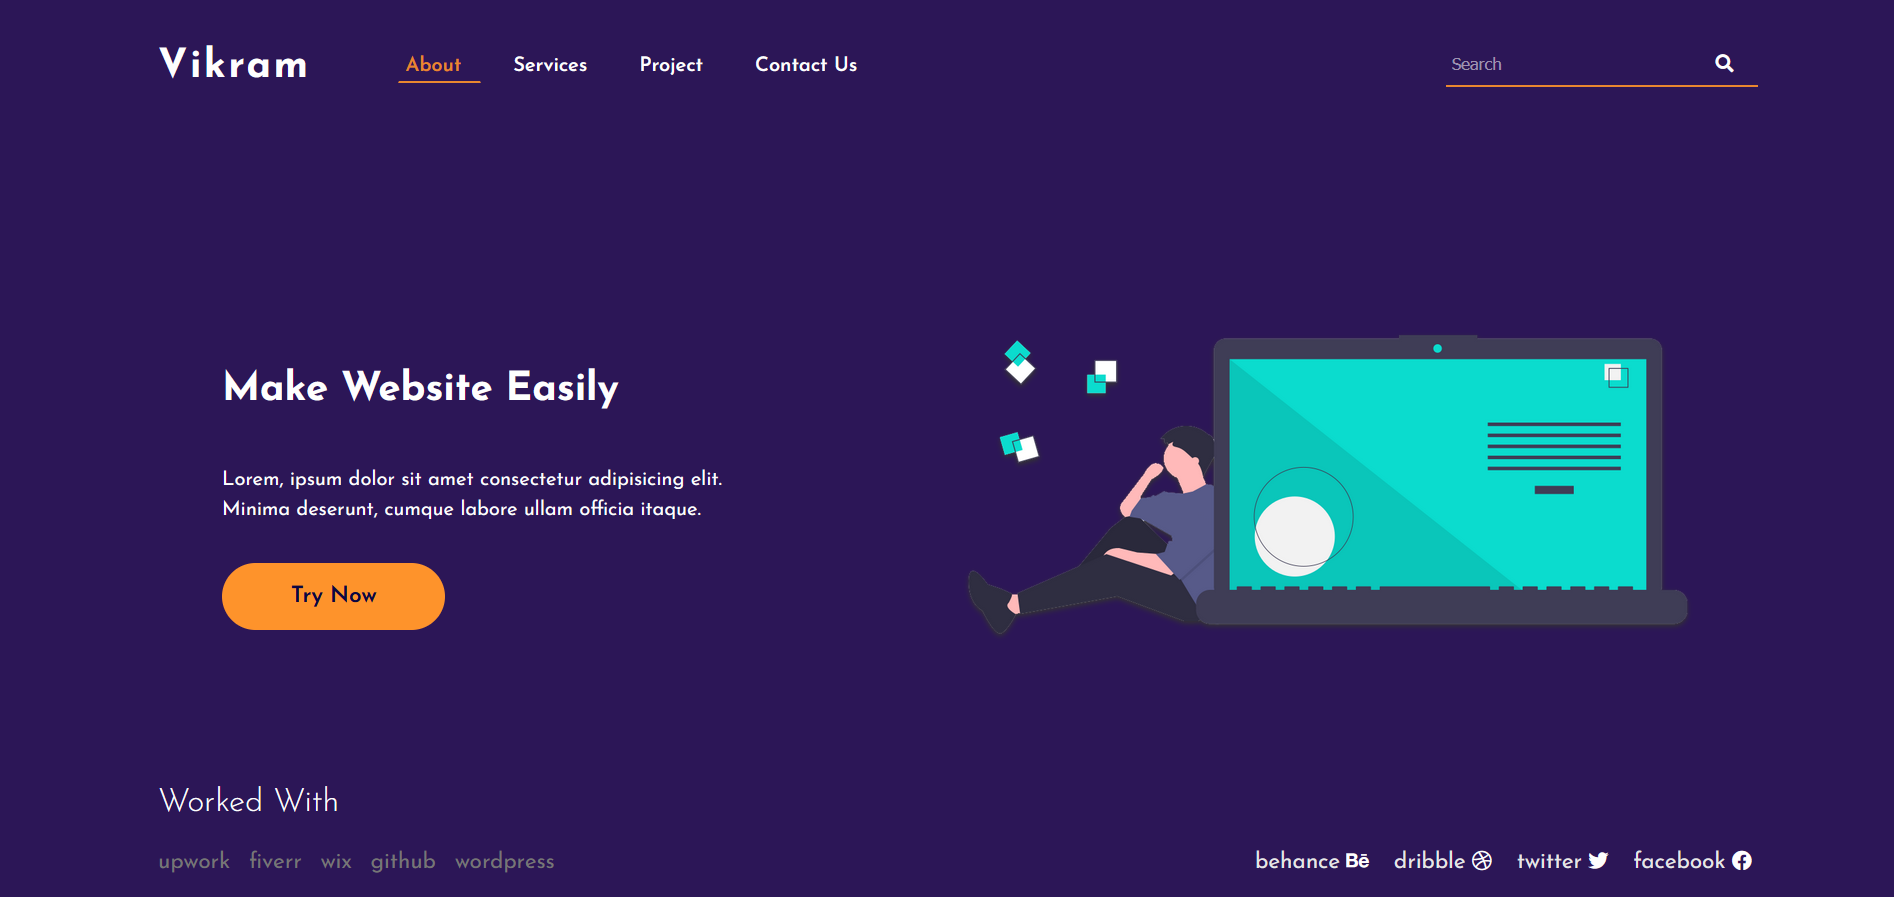 Vikram About Services Project Contact Us Search
Make Website Easily
Lorem, ipsum dolor sit amet consectetur adipisicing elit.
Minima deserunt, cumque labore ullam officia itaque.
Try Now
Worked With
upwork fiverr wix github wordpress
behance Bē dribble twitter facebook